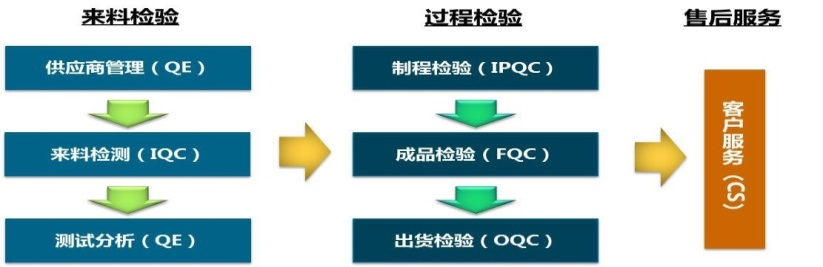 来料检验
过程检验
售后服务
供应商管理（QE）
来料检测（IQC）
测试分析（QE）
制程检验（IPQC）
成品检验（FQC）
出货检验（OQC）
客户服务（CS）